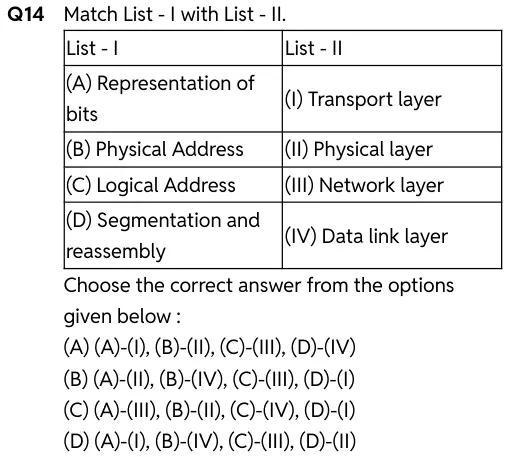 Q14 Match List - I with List - II.
List - I List - II
(A) Representation of
bits
(I) Transport layer
(B) Physical Address (II) Physical layer
(C) Logical Address (III) Network layer
(D) Segmentation and
reassembly
(IV) Data link layer
Choose the correct answer from the options
given below :
(A) (A)-(I), (B)-(II), (C)-(III), (D)-(IV)
(B) (A)-(II), (B)-(IV), (C)-(III), (D)-(I)
(C) (A)-(III), (B)-(II), (C)-(IV), (D)-(I)
(D) (A)-(I), (B)-(IV), (C)-(III), (D)-(II)